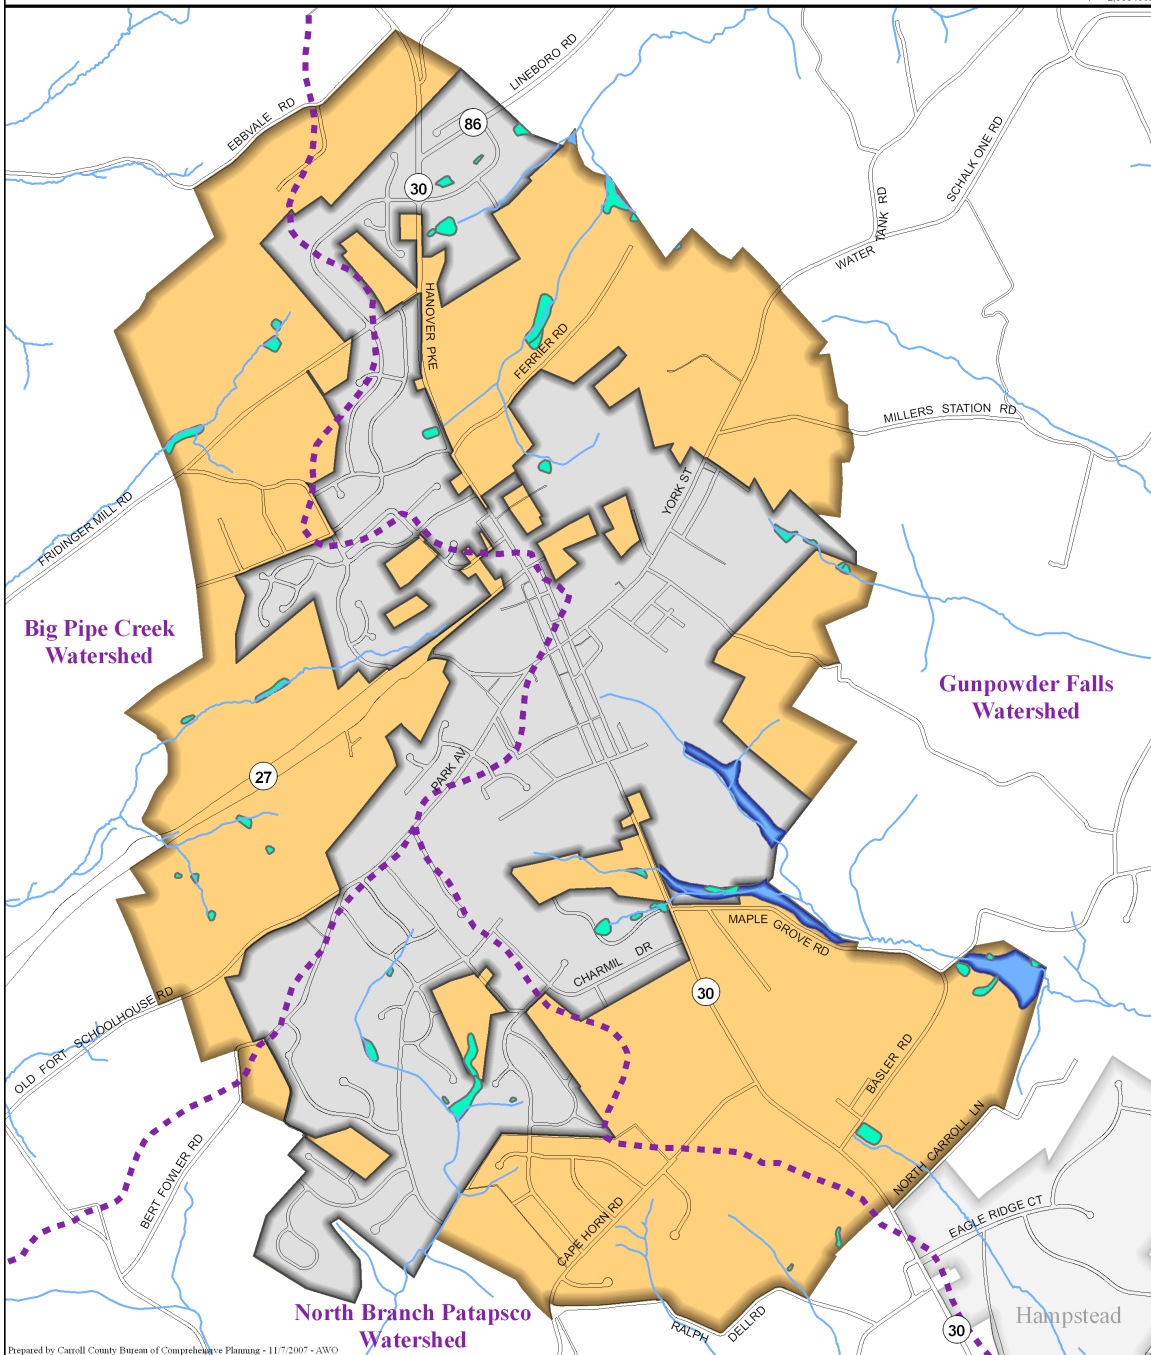 LINEBORO RD
86
EBBVALE RD
SCHALK ONE RD
30
WATER TANK RD
HANOVER PKE
FERRIER RD
MILLERS STATION RD
YORK ST
FRIDINGER MILL RD
Big Pipe Creek
Watershed
Gunpowder Falls
Watershed
27
PARK AV
MAPLE GROVE RD
CHARMIL DR
30
OLD FORT SCHOOLHOUSE RD
BASLER RD
NORTH CARROLL LN
BERT FOWLER RD
EAGLE RIDGE CT
CAPE HORN RD
North Branch Patapsco
Watershed
Hampstead
30
RALPH DELL RD
Prepared by Carroll County Bureau of Comprehensive Planning - 11/7/2007 - AWO